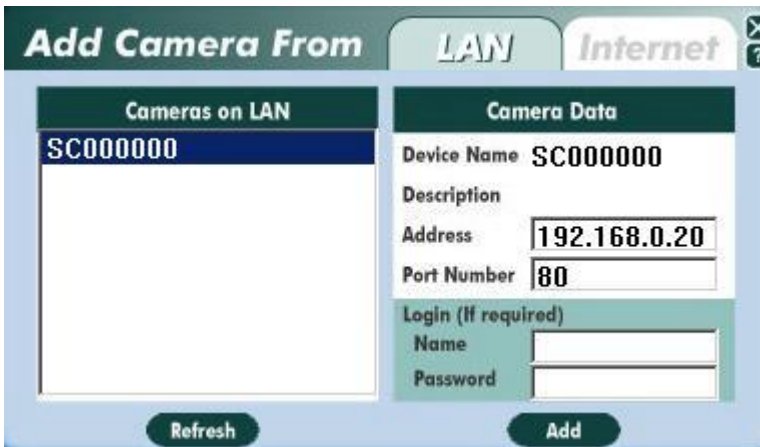 Add Camera From LAN Internet X
?
Cameras on LAN
SC000000
Camera Data
Device Name SC000000
Description
Address 192.168.0.20
Port Number 80
Login (If required)
Name
Password
Refresh
Add